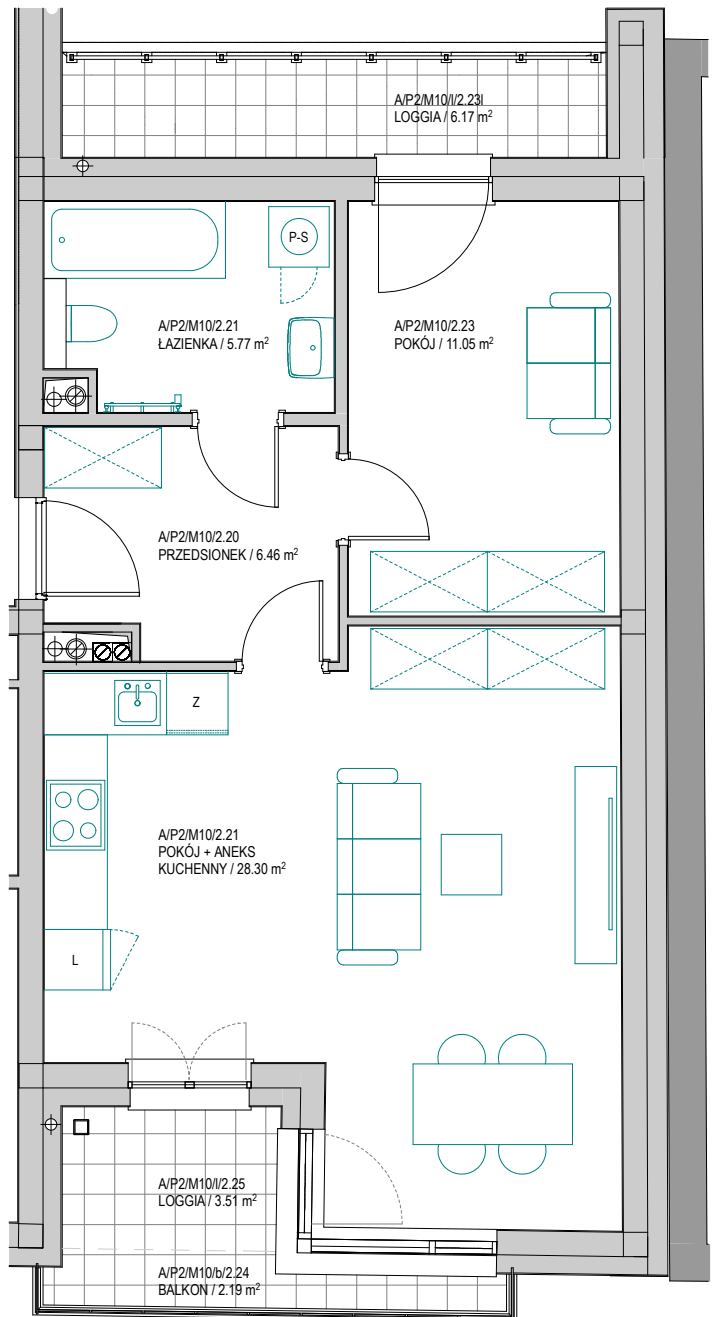 A/P2/M10/l/2.23l
LOGGIA / 6.17 m²
P-S
A/P2/M10/2.21
ŁAZIENKA / 5.77 m²
A/P2/M10/2.23
POKÓJ / 11.05 m²
A/P2/M10/2.20
PRZEDSIONEK / 6.46 m²
Z
A/P2/M10/2.21
POKÓJ + ANEKS
KUCHENNY / 28.30 m²
L
A/P2/M10/l/2.25
LOGGIA / 3.51 m²
A/P2/M10/b/2.24
BALKON / 2.19 m²